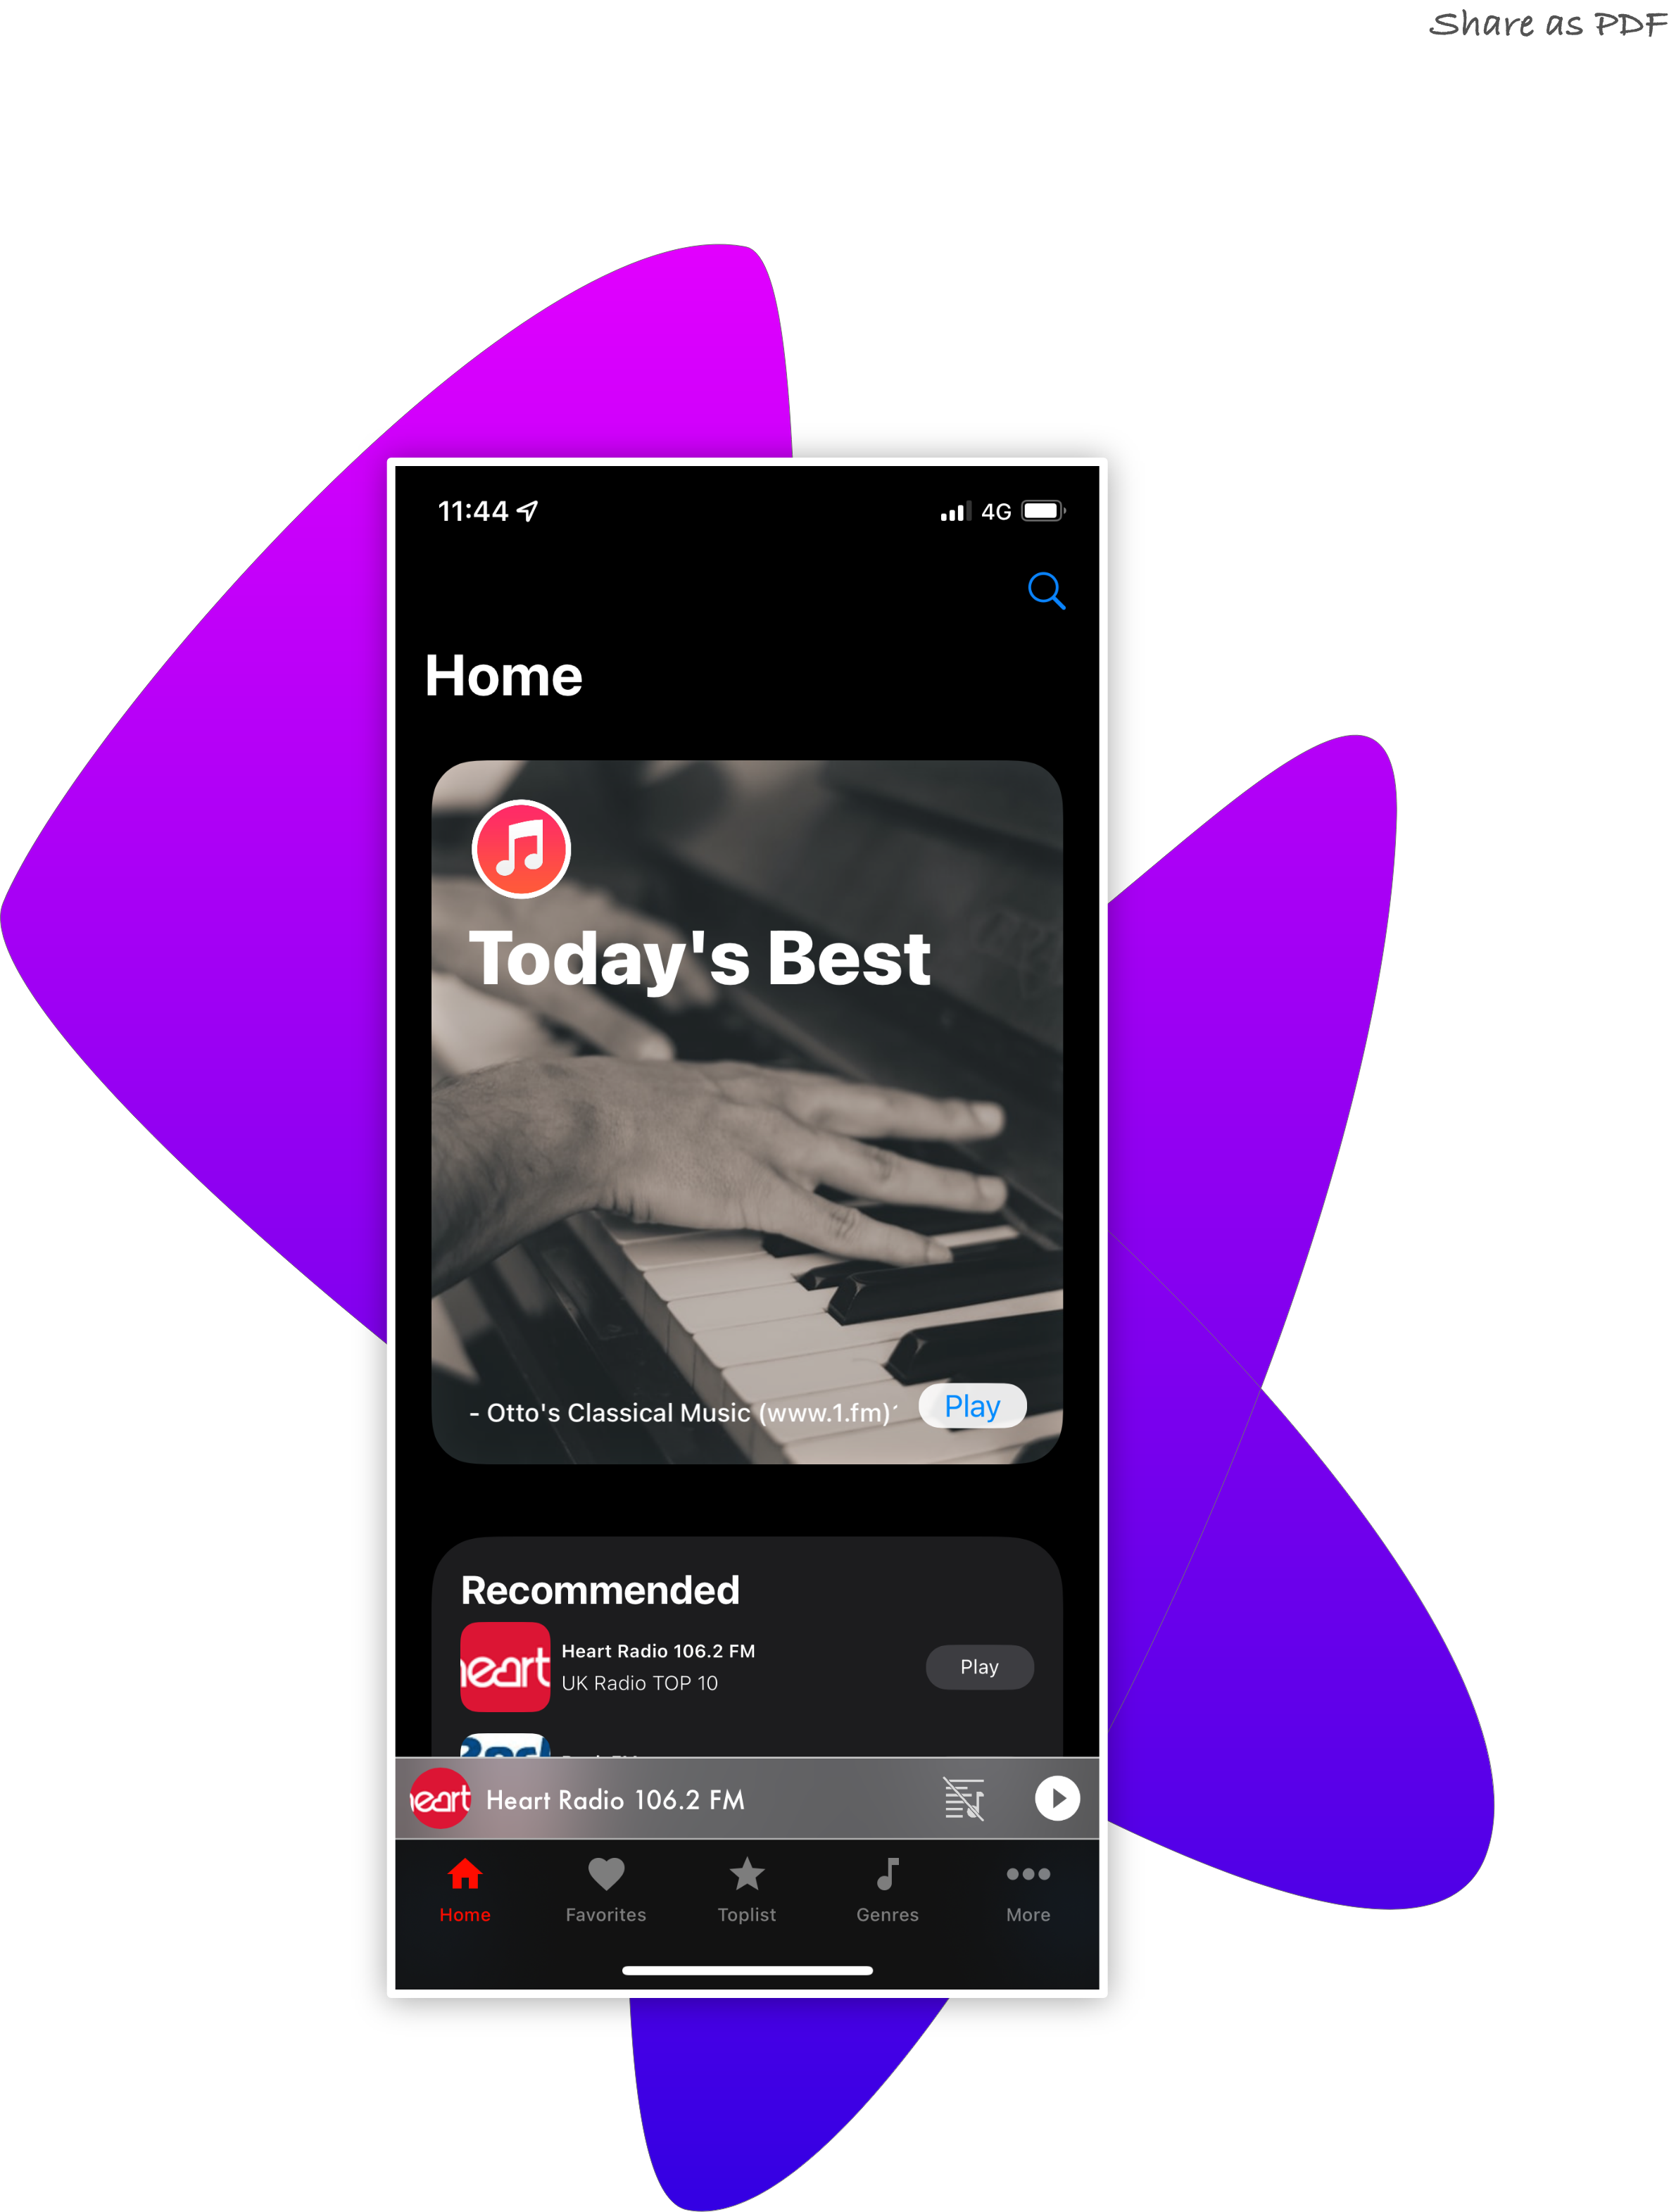 Share as PDF
11:44 4G
Home
Today's Best
- Otto's Classical Music (www.1.fm)
Play
Recommended
heart
Heart Radio 106.2 FM
Play
UK Radio TOP 10
heart
Heart Radio 106.2 FM
Home Favorites Toplist Genres More